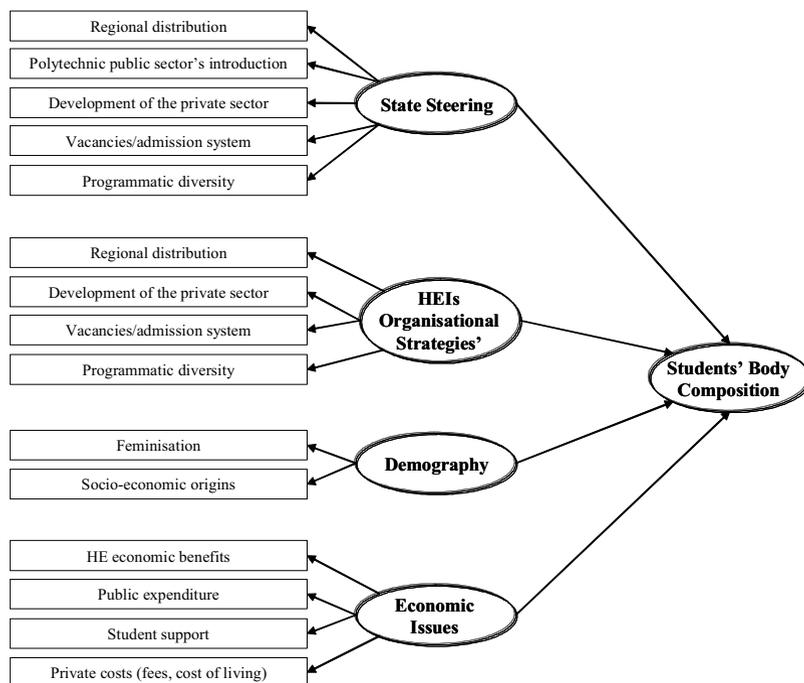 Regional distribution
Polytechnic public sector's introduction
Development of the private sector
Vacancies/admission system
Programmatic diversity
State Steering
Regional distribution
Development of the private sector
Vacancies/admission system
Programmatic diversity
HEIs
Organisational
Strategies’
Students’ Body
Composition
Feminisation
Socio-economic origins
Demography
HE economic benefits
Public expenditure
Student support
Private costs (fees, cost of living)
Economic
Issues